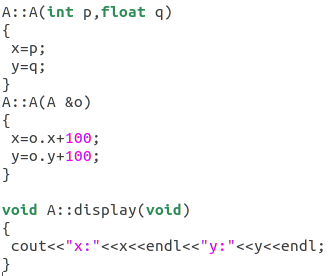 A::A(int p,float q)
{
 x=p;
 y=q;
}
A::A(A &o)
{
 x=o.x+100;
 y=o.y+100;
}

void A::display(void)
{
 cout<<"x:"<<x<<endl<<"y:"<<y<<endl;
}